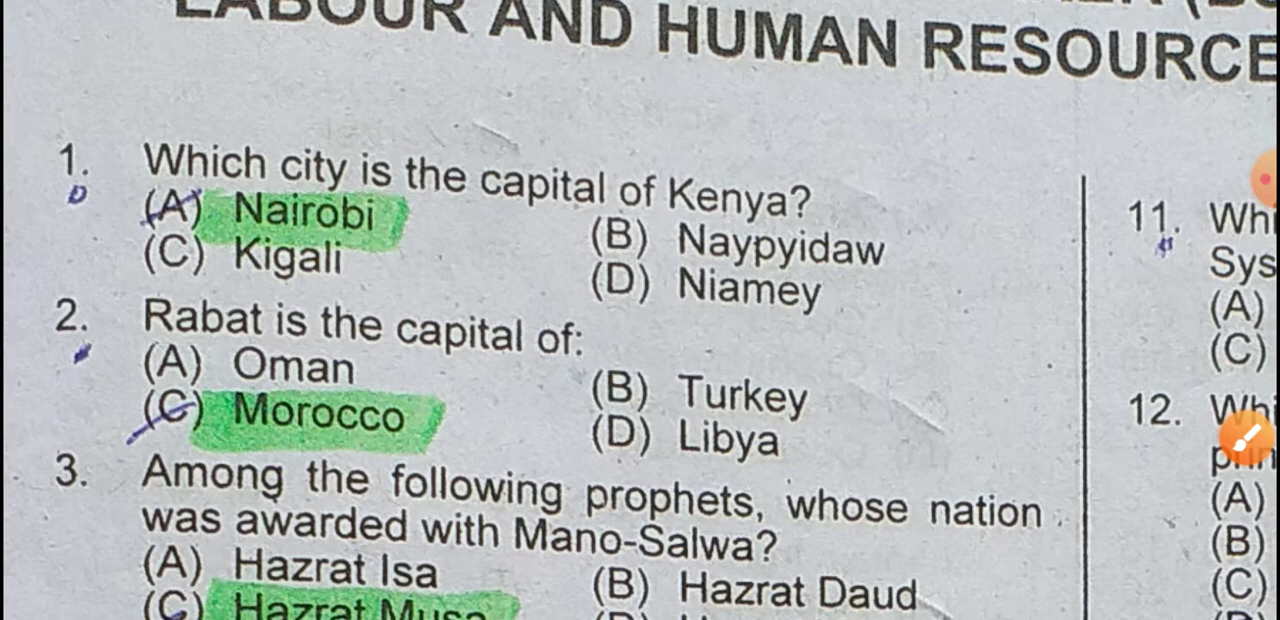 LABOUR AND HUMAN RESOURCE
1. Which city is the capital of Kenya?
(A) Nairobi (B) Naypyidaw
(C) Kigali (D) Niamey
2. Rabat is the capital of:
(A) Oman (B) Turkey
(C) Morocco (D) Libya
3. Among the following prophets, whose nation
was awarded with Mano-Salwa?
(A) Hazrat Isa (B) Hazrat Daud
(C) Hazrat Musa
11. Whi
Sys
(A)
(C)
12. Whi
(A)
(B)
(C)